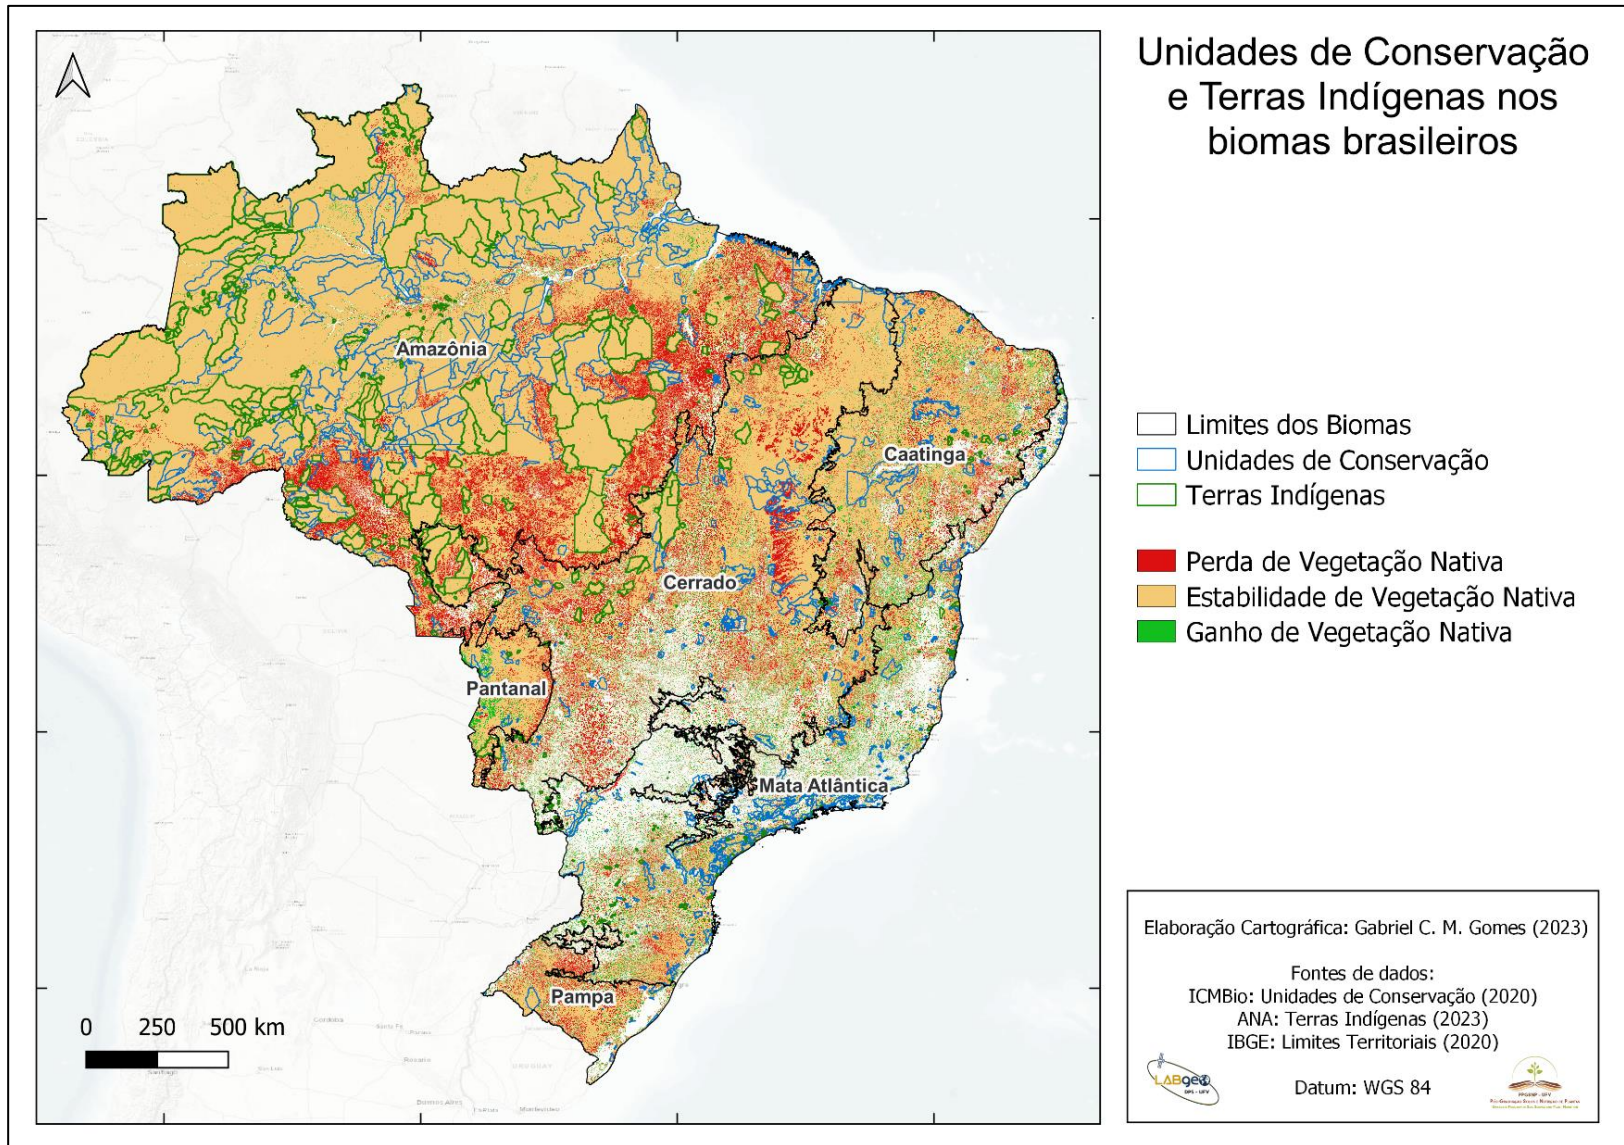 Unidades de Conservação
e Terras Indígenas nos
biomas brasileiros
Amazônia
Caatinga
Cerrado
Pantanal
Mata Atlântica
Pampa
Limites dos Biomas
Unidades de Conservação
Terras Indígenas
Perda de Vegetação Nativa
Estabilidade de Vegetação Nativa
Ganho de Vegetação Nativa
0 250 500 km
Elaboração Cartográfica: Gabriel C. M. Gomes (2023)
Fontes de dados:
ICMBio: Unidades de Conservação (2020)
ANA: Terras Indígenas (2023)
IBGE: Limites Territoriais (2020)
Datum: WGS 84
LABgeo
DPS - UFV